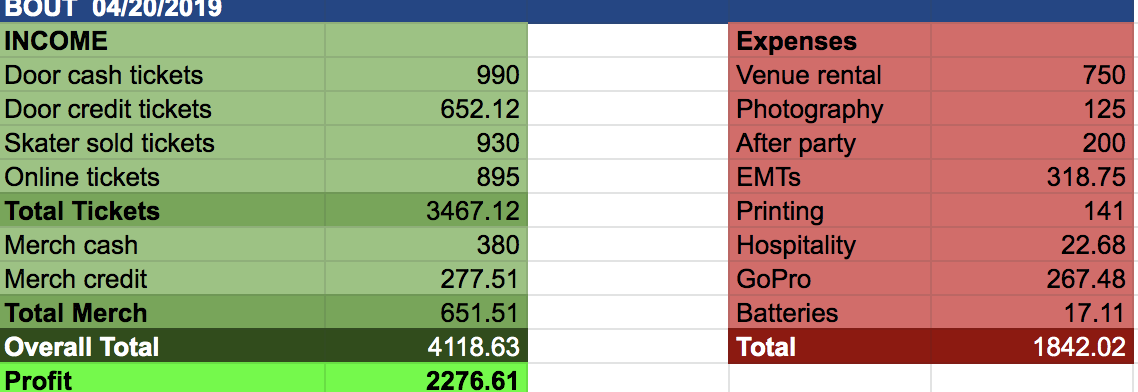 BOUT 04/20/2019
INCOME Expenses
Door cash tickets 990 Venue rental 750
Door credit tickets 652.12 Photography 125
Skater sold tickets 930 After party 200
Online tickets 895 EMTs 318.75
Total Tickets 3467.12 Printing 141
Merch cash 380 Hospitality 22.68
Merch credit 277.51 GoPro 267.48
Total Merch 651.51 Batteries 17.11
Overall Total 4118.63 Total 1842.02
Profit 2276.61